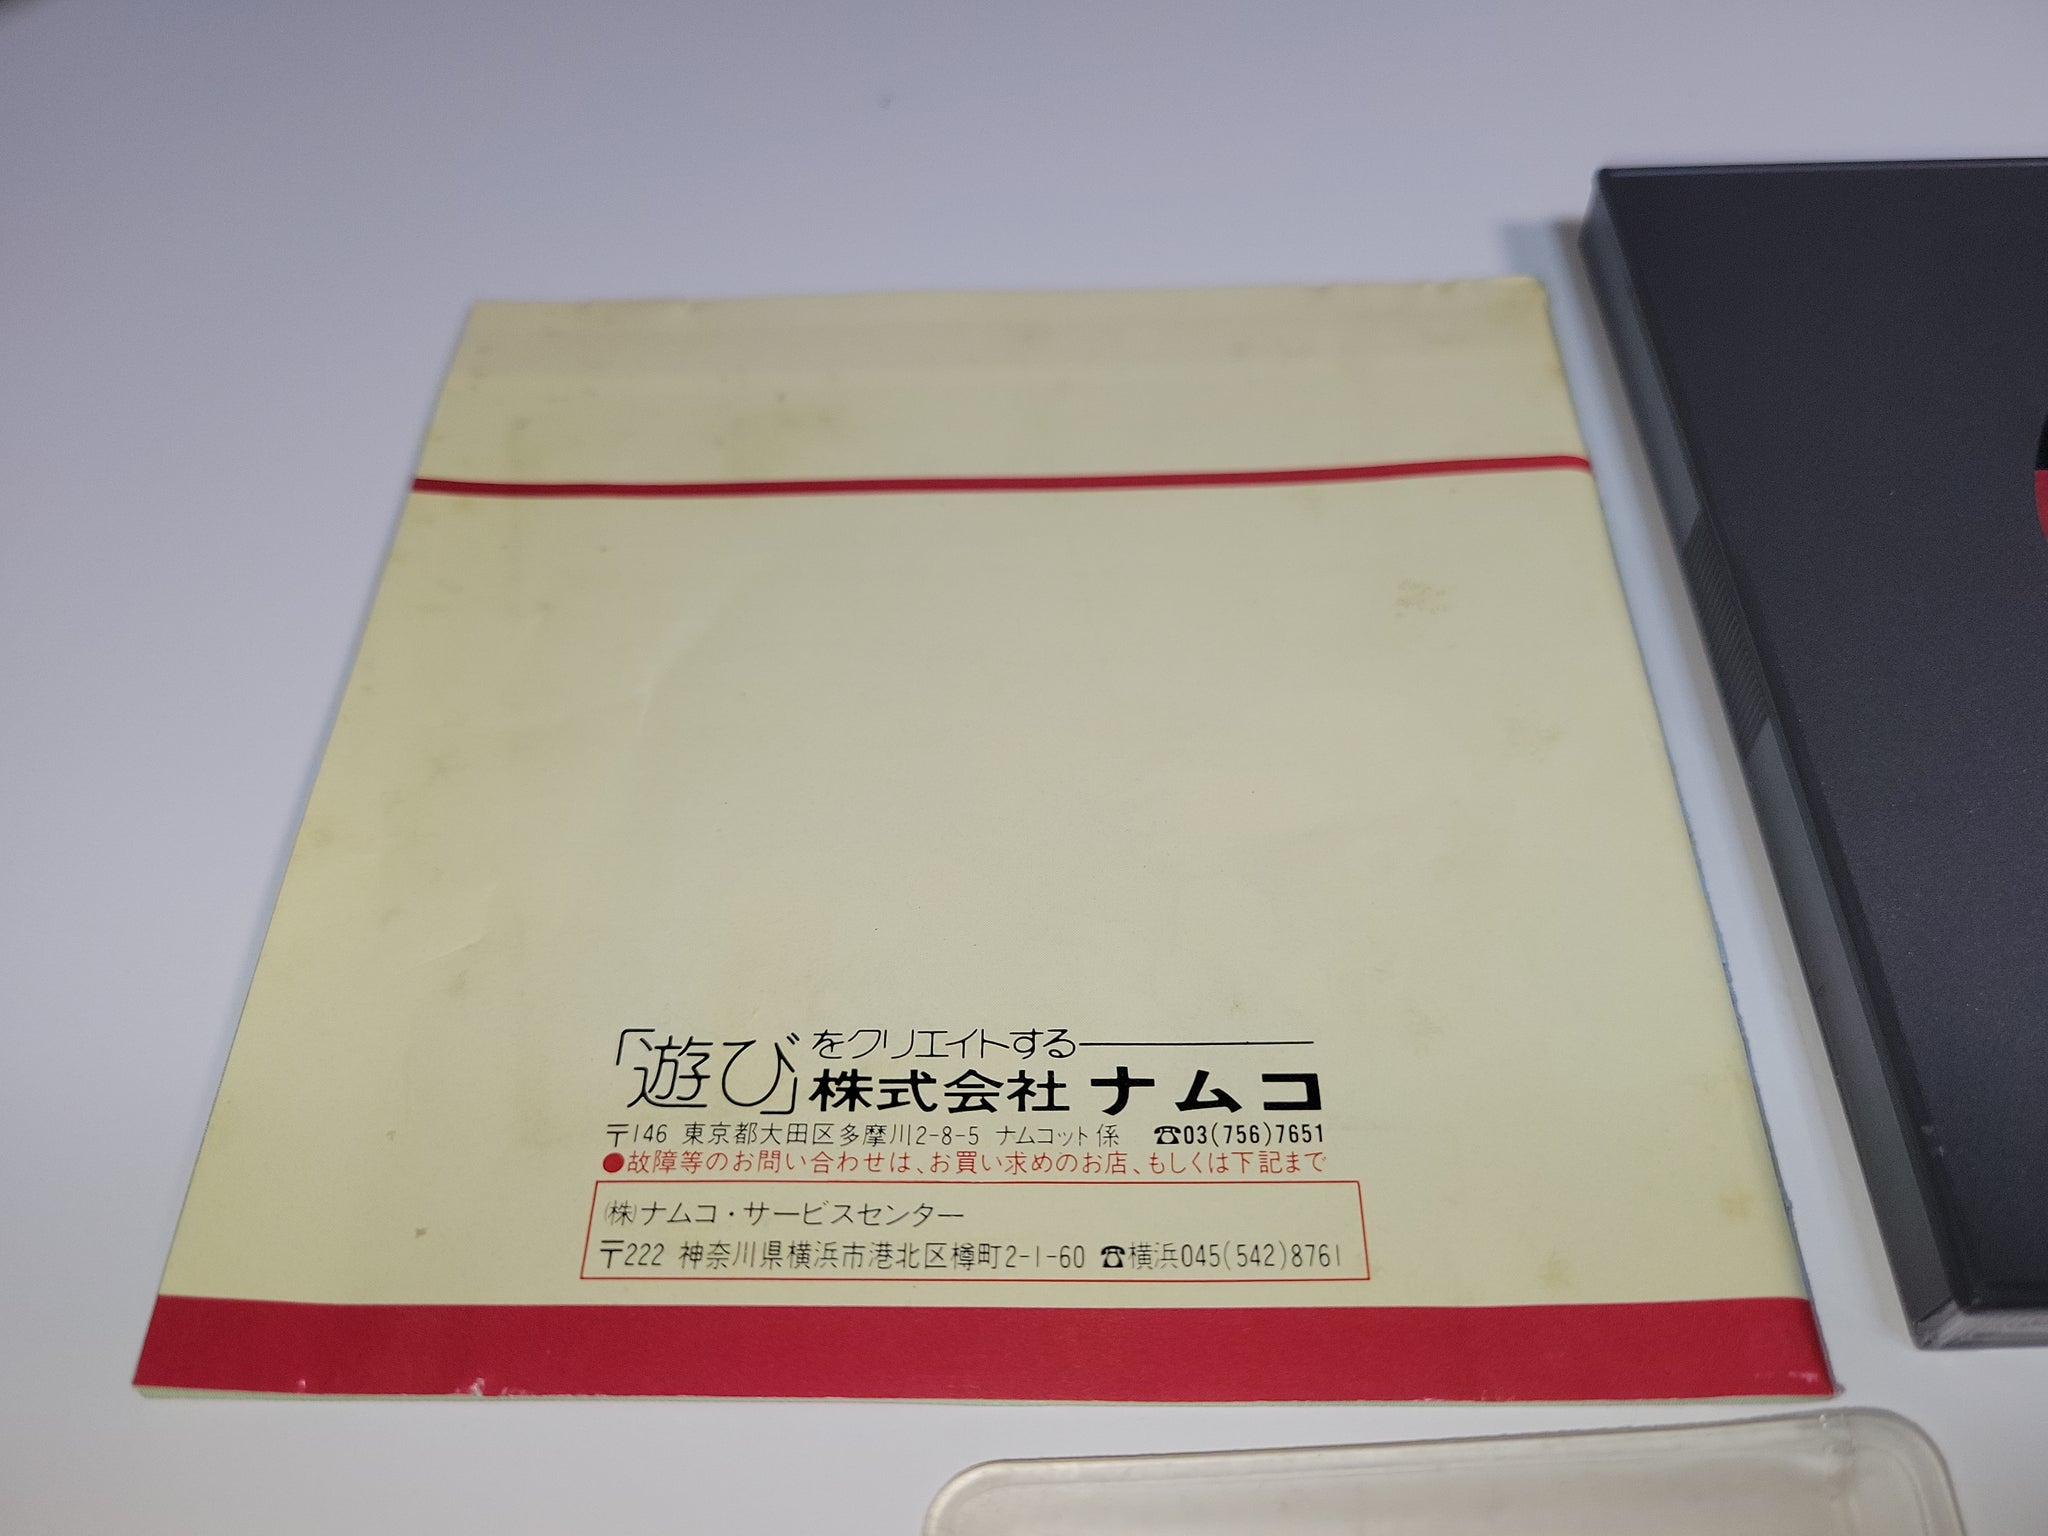 「遊び」をクリエイトする──
株式会社ナムコ
〒146 東京都大田区多摩川2-8-5 ナムコット係 ☎03(756)7651
●故障等のお問い合わせは、お買い求めのお店、もしくは下記まで
㈱ナムコ・サービスセンター
〒222 神奈川県横浜市港北区樽町2-1-60 ☎横浜045(542)8761